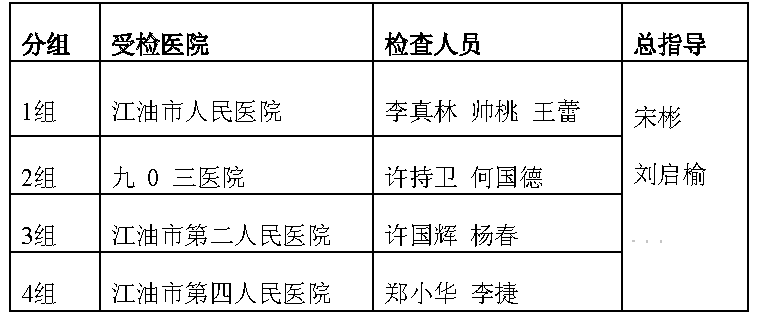 分组 受检医院 检查人员 总指导
1组 江油市人民医院 李真林 帅桃 王蕾
宋彬
2组 九 0 三医院 许持卫 何国德
刘启榆
3组 江油市第二人民医院 许国辉 杨春
. . .
4组 江油市第四人民医院 郑小华 李捷